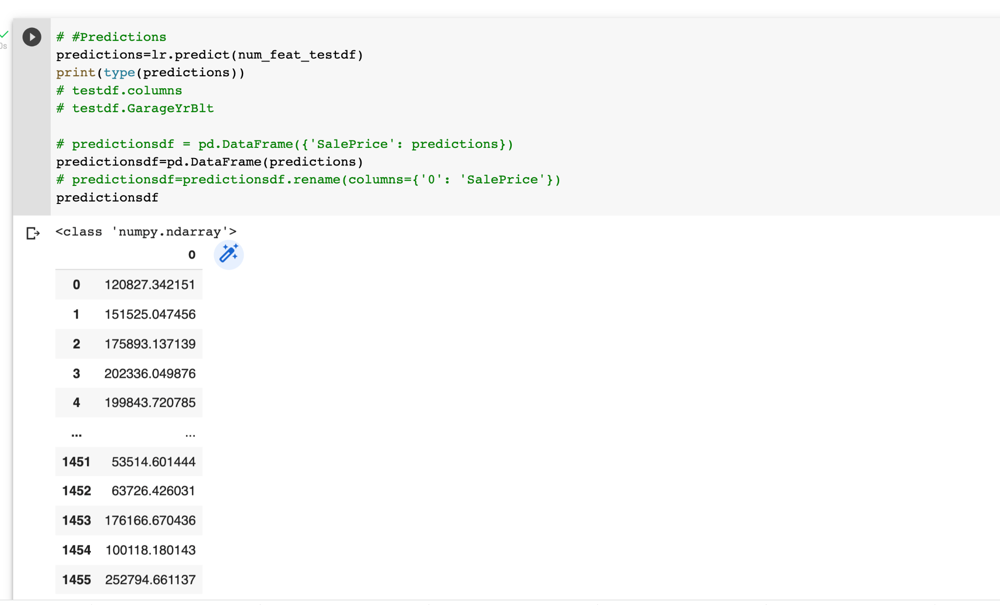 # #Predictions
predictions=lr.predict(num_feat_testdf)
print(type(predictions))
# testdf.columns
# testdf.GarageYrBlt
# predictionsdf = pd.DataFrame({'SalePrice': predictions})
predictionsdf=pd.DataFrame(predictions)
# predictionsdf=predictionsdf.rename(columns={'0': 'SalePrice'})
predictionsdf
<class 'numpy.ndarray'>
0
0 120827.342151
1 151525.047456
2 175893.137139
3 202336.049876
4 199843.720785
... ...
1451 53514.601444
1452 63726.426031
1453 176166.670436
1454 100118.180143
1455 252794.661137